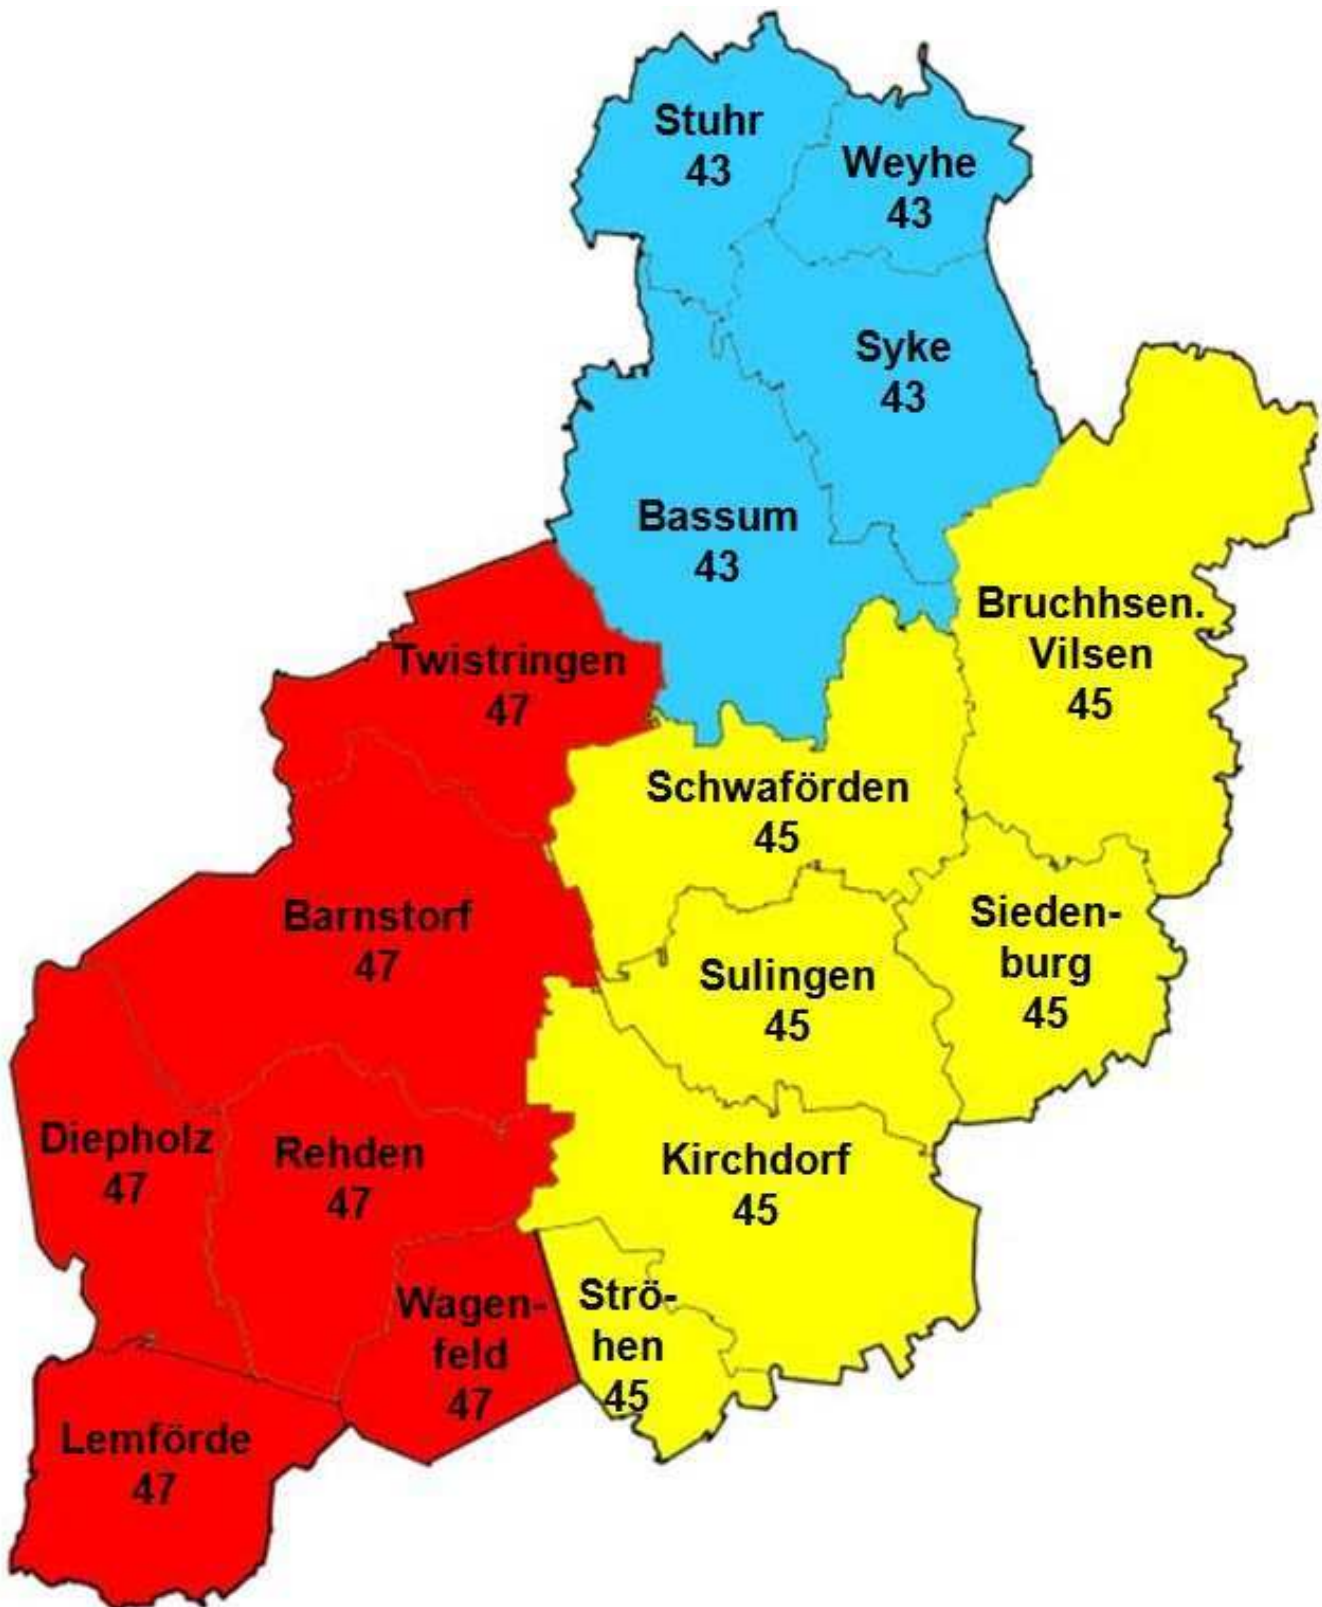 Stuhr
43
Weyhe
43
Syke
43
Bassum
43
Bruchhsen.
Vilsen
45
Twistringen
47
Schwaförden
45
Barnstorf
47
Sieden-
burg
45
Sulingen
45
Diepholz
47
Rehden
47
Kirchdorf
45
Wagen-
feld
47
Strö-
hen
45
Lemförde
47